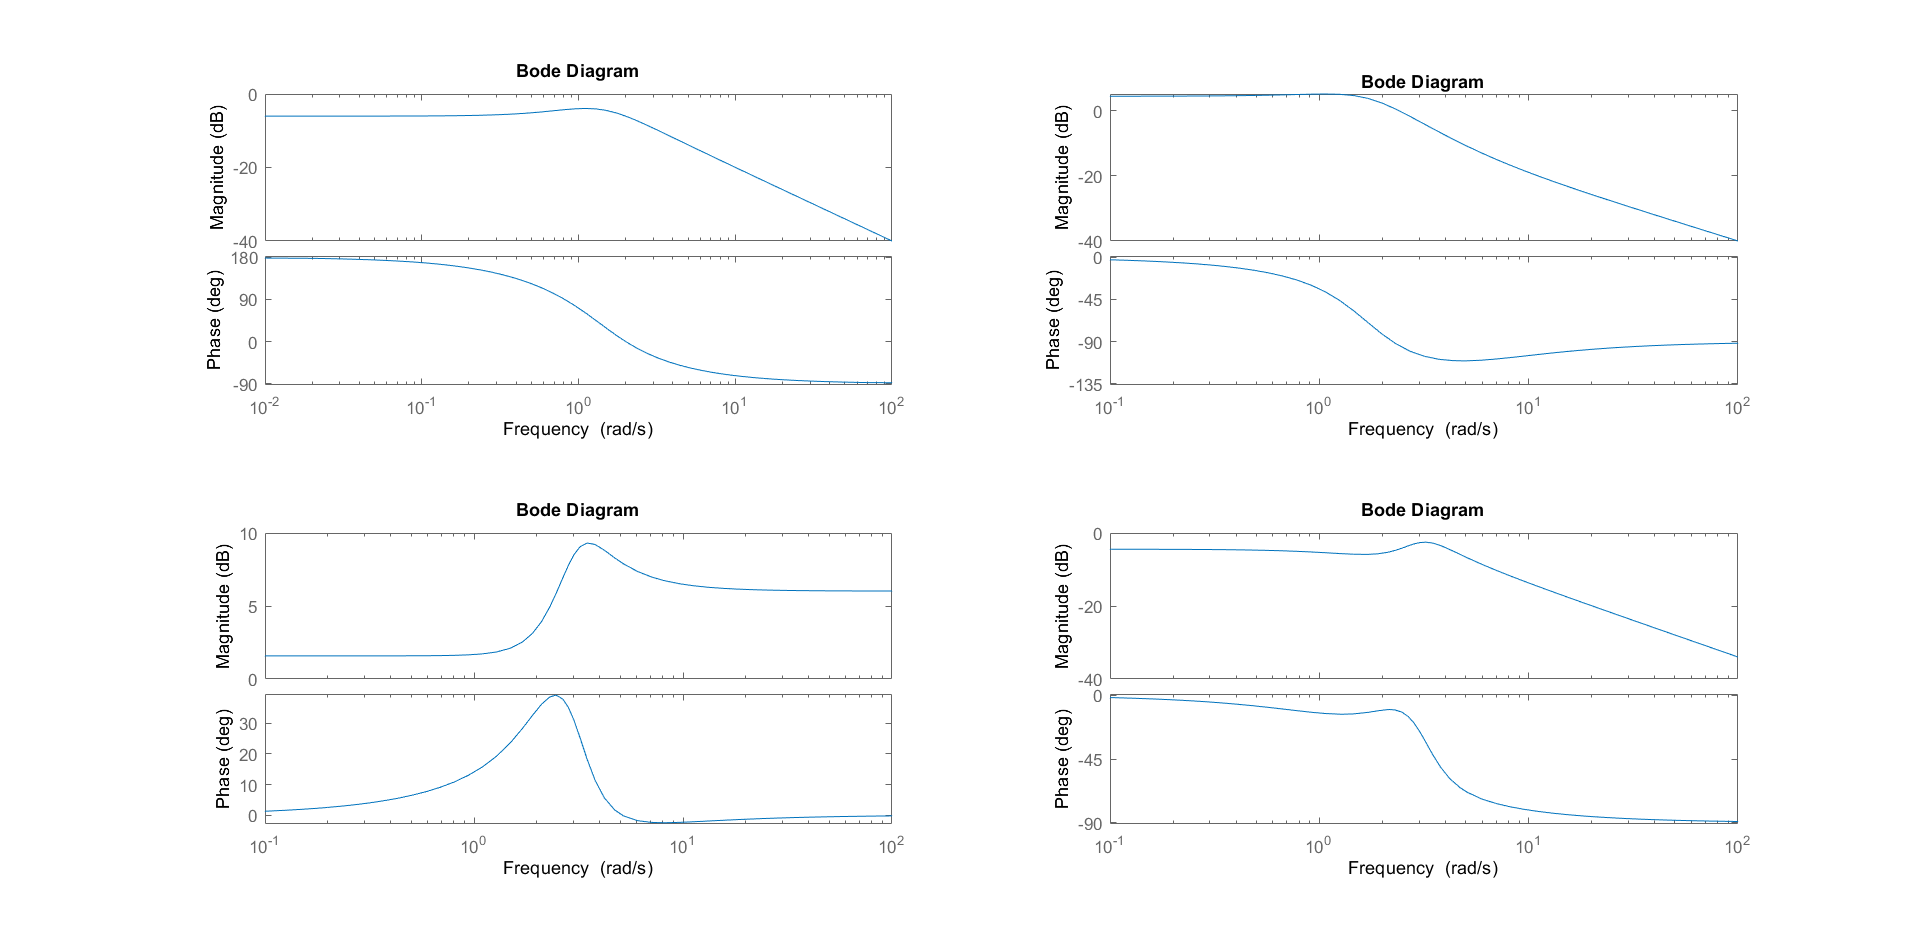 Bode Diagram
Magnitude (dB)
0
-20
-40
Phase (deg)
180
90
0
-90
10^-2
10^-1
10^0
10^1
10^2
Frequency (rad/s)
Bode Diagram
Magnitude (dB)
0
-20
-40
Phase (deg)
0
-45
-90
-135
10^-1
10^0
10^1
10^2
Frequency (rad/s)
Bode Diagram
Magnitude (dB)
10
5
0
Phase (deg)
30
20
10
0
10^-1
10^0
10^1
10^2
Frequency (rad/s)
Bode Diagram
Magnitude (dB)
0
-20
-40
Phase (deg)
0
-45
-90
10^-1
10^0
10^1
10^2
Frequency (rad/s)